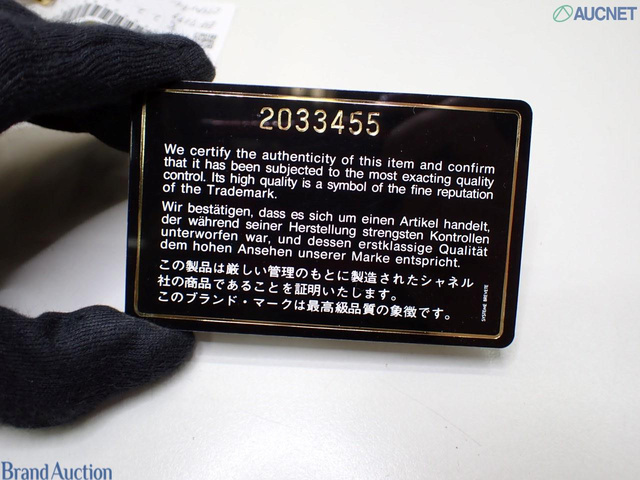 AUCNET
2033455
We certify the authenticity of this item and confirm
that it has been subjected to the most exacting quality
control. Its high quality is a symbol of the fine reputation
of the Trademark.
Wir bestätigen, dass es sich um einen Artikel handelt,
der während seiner Herstellung strengsten Kontrollen
unterworfen war, und dessen erstklassige Qualität
dem hohen Ansehen unserer Marke entspricht.
この製品は厳しい管理のもとに製造されたシャネル
社の商品であることを証明いたします。
このブランド・マークは最高級品質の象徴です。
Brand Auction